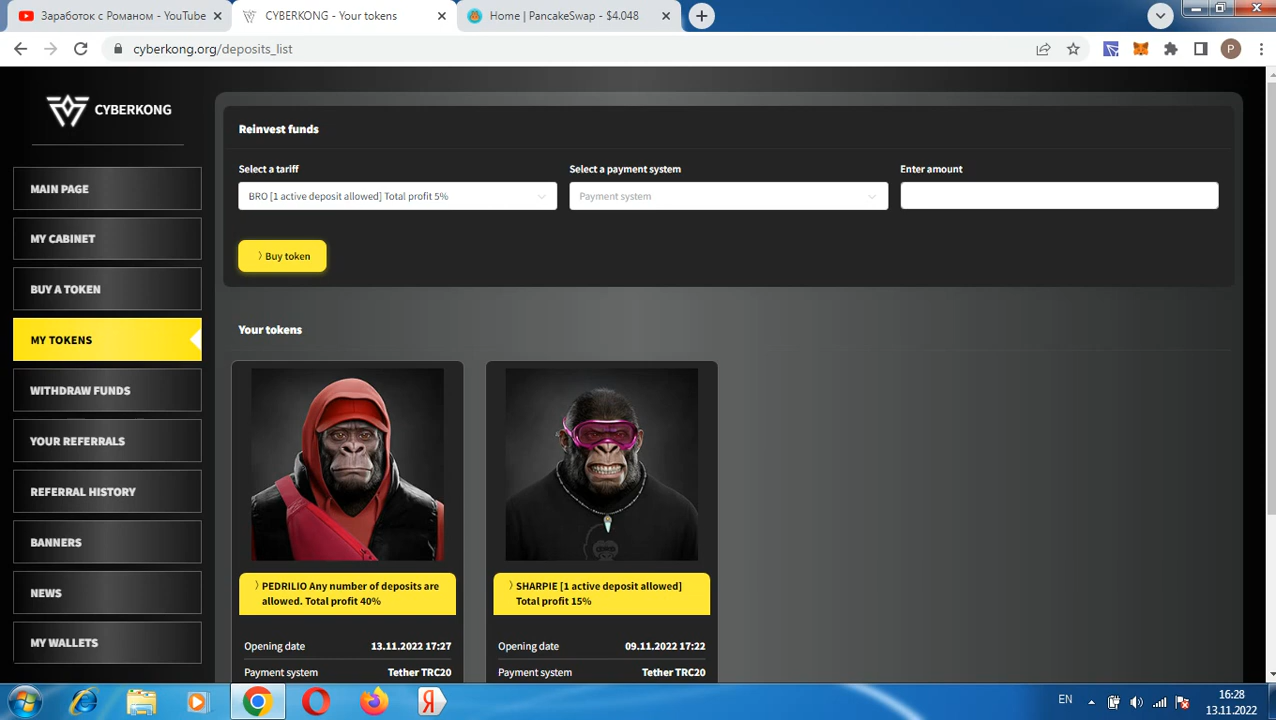 Заработок с Романом - YouTube
CYBERKONG - Your tokens
Home | PancakeSwap - $4.048
cyberkong.org/deposits_list
P
CYBERKONG
MAIN PAGE
MY CABINET
BUY A TOKEN
MY TOKENS
WITHDRAW FUNDS
YOUR REFERRALS
REFERRAL HISTORY
BANNERS
NEWS
MY WALLETS
Reinvest funds
Select a tariff
Select a payment system
Enter amount
BRO [1 active deposit allowed] Total profit 5%
Payment system
〉Buy token
Your tokens
〉PEDRILIO Any number of deposits are
allowed. Total profit 40%
Opening date 13.11.2022 17:27
Payment system Tether TRC20
〉SHARPIE [1 active deposit allowed]
Total profit 15%
Opening date 09.11.2022 17:22
Payment system Tether TRC20
Я
EN
16:28
13.11.2022